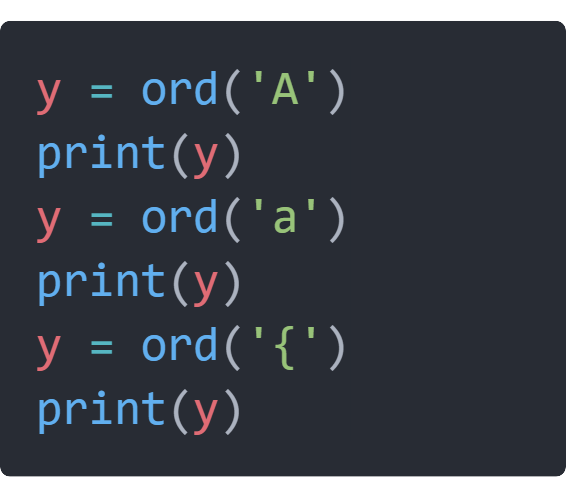 y = ord('A')
print(y)
y = ord('a')
print(y)
y = ord('{')
print(y)